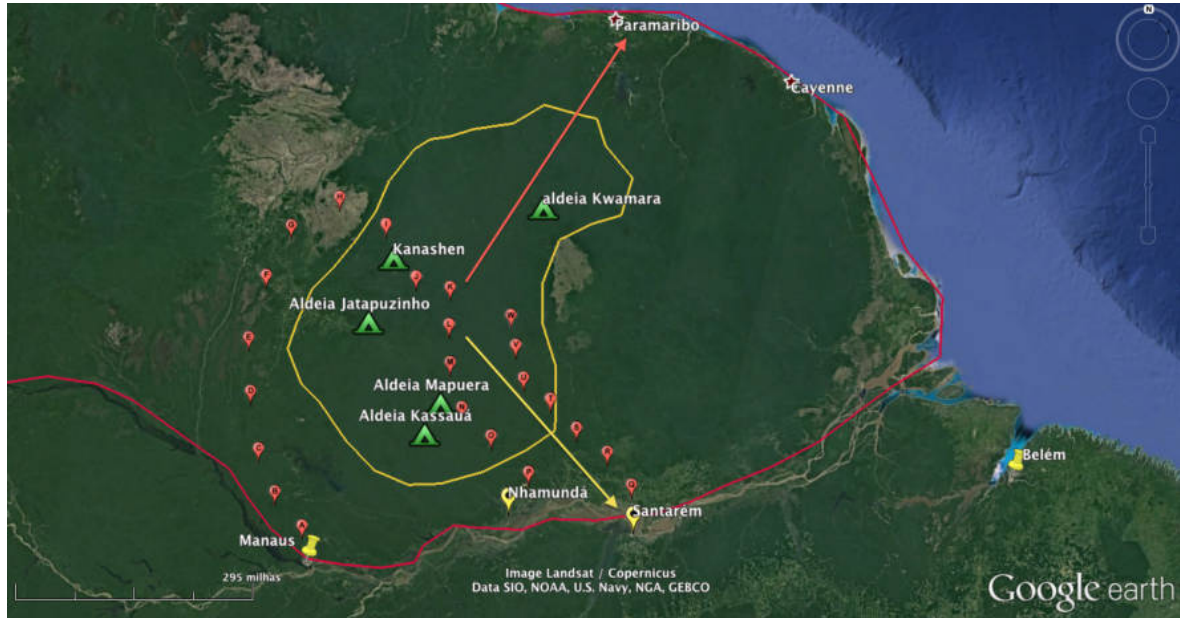 N
Paramaribo
Cayenne
H
aldeia Kwamara
G
I
Kanashen
F
J
K
Aldeia Jatapuzinho
W
L
E
V
M
U
Aldeia Mapuera
D
T
N
Aldeia Kassauá
S
O
C
R
Belém
P
Q
B
Nhamundá
Santarém
A
Manaus
295 milhas
Image Landsat / Copernicus
Data SIO, NOAA, U.S. Navy, NGA, GEBCO
Google earth